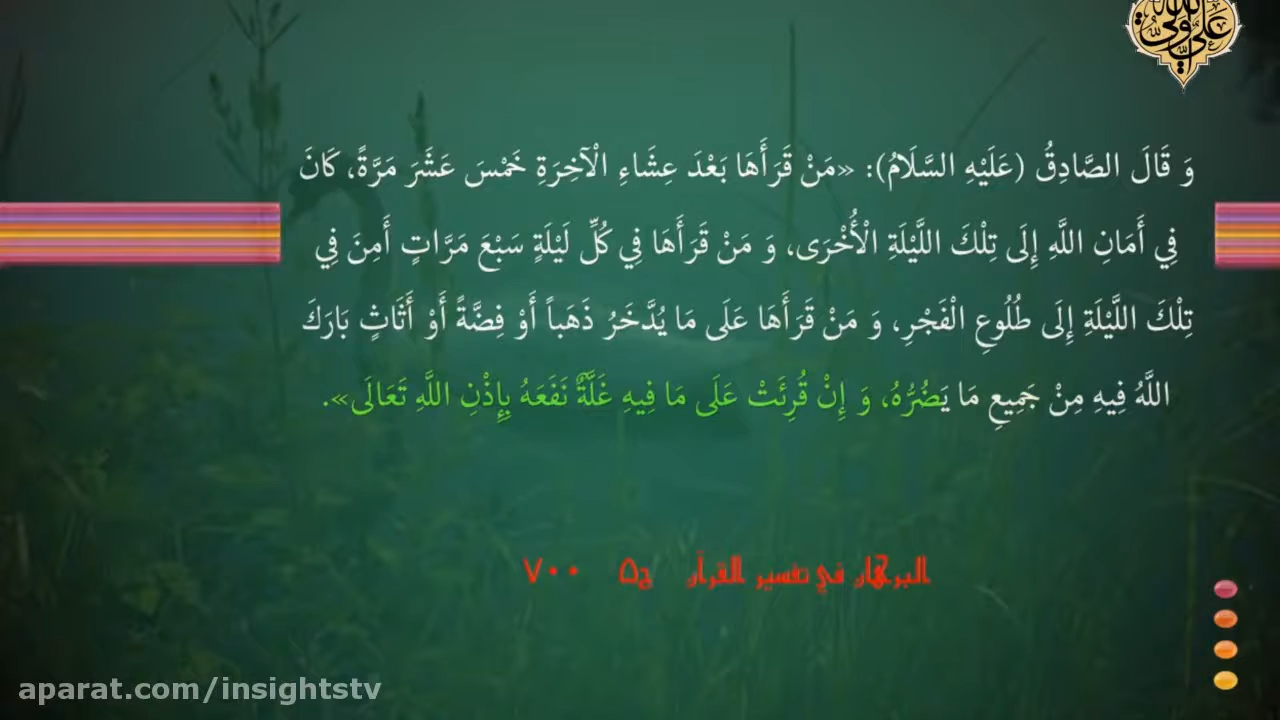 وَ قَالَ الصَّادِقُ (عَلَيْهِ السَّلَامُ): «مَنْ قَرَأَهَا بَعْدَ عِشَاءِ الْآخِرَةِ خَمْسَ عَشَرَ مَرَّةً، كَانَ
فِي أَمَانِ اللَّهِ إِلَى تِلْكَ اللَّيْلَةِ الْأُخْرَى، وَ مَنْ قَرَأَهَا فِي كُلِّ لَيْلَةٍ سَبْعَ مَرَّاتٍ أَمِنَ فِي
تِلْكَ اللَّيْلَةِ إِلَى طُلُوعِ الْفَجْرِ، وَ مَنْ قَرَأَهَا عَلَى مَا يُدَّخَرُ ذَهَباً أَوْ فِضَّةً أَوْ أَثَاثٍ بَارَكَ
اللَّهُ فِيهِ مِنْ جَمِيعِ مَا يَضُرُّهُ، وَ إِنْ قُرِئَتْ عَلَى مَا فِيهِ غَلَّةٌ نَفَعَهُ بِإِذْنِ اللَّهِ تَعَالَى».
البرهان في تفسير القرآن ج۵ ۷۰۰
aparat.com/insightstv